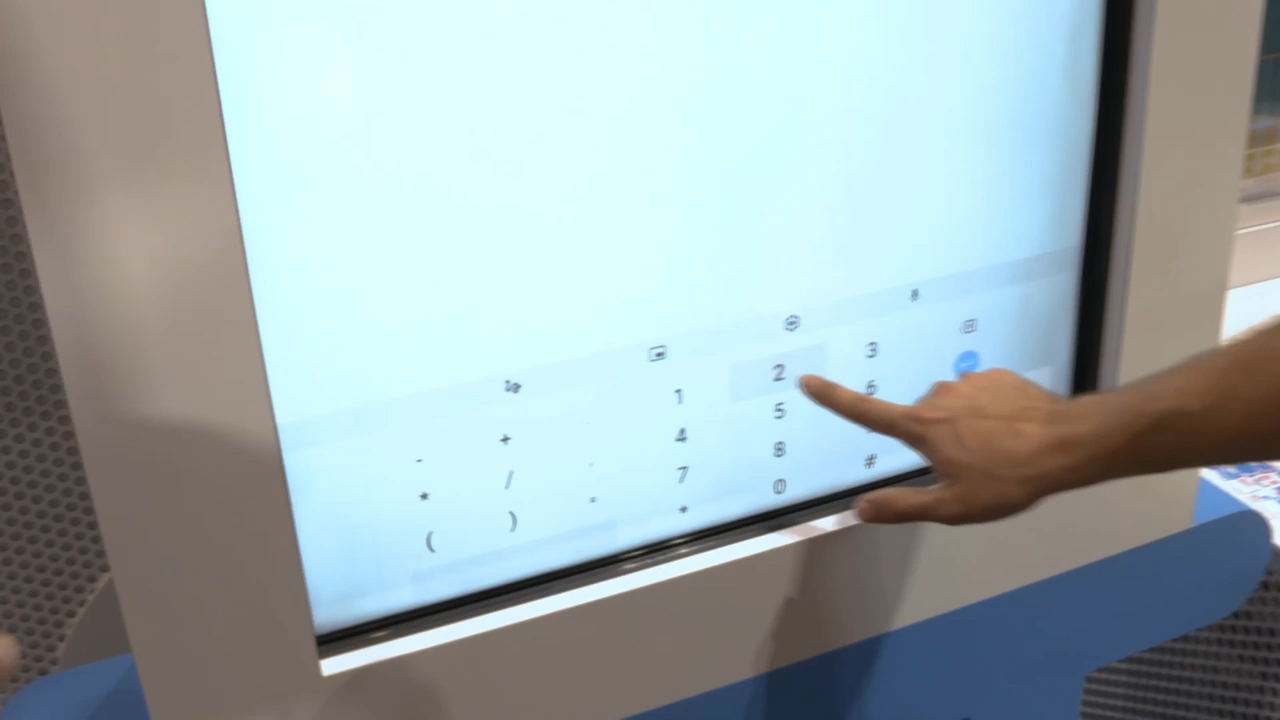 1 2 3
- + 4 5 6
* / . 7 8
( ) = * 0 #